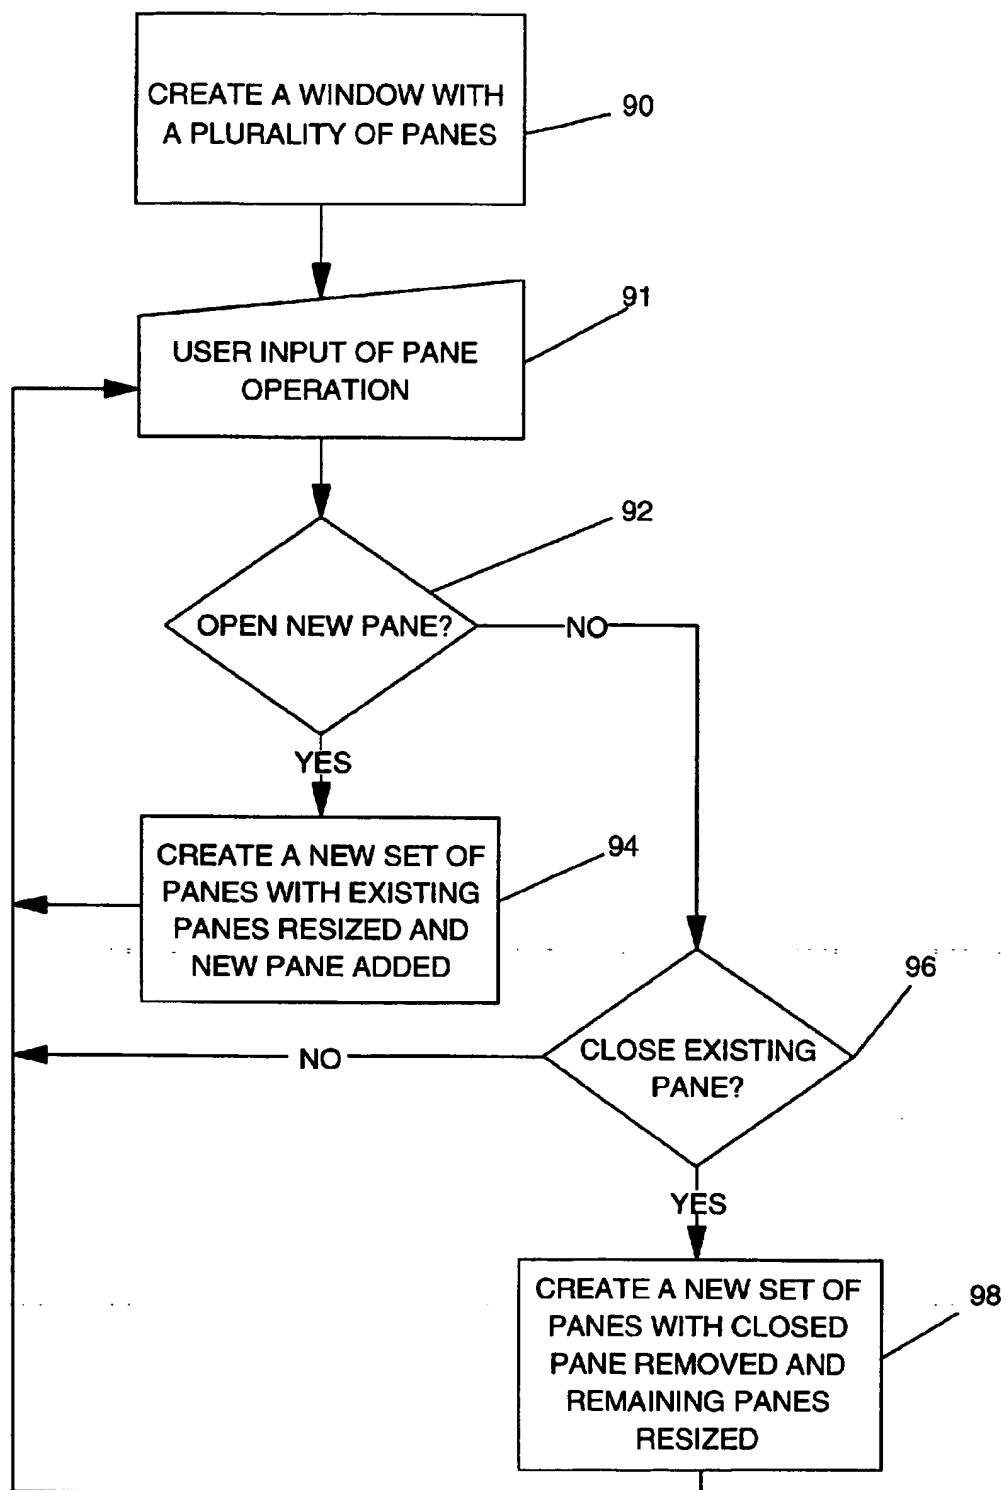 CREATE A WINDOW WITH
A PLURALITY OF PANES
90
91
USER INPUT OF PANE
OPERATION
92
OPEN NEW PANE?
NO
YES
94
CREATE A NEW SET OF
PANES WITH EXISTING
PANES RESIZED AND
NEW PANE ADDED
96
CLOSE EXISTING
PANE?
NO
YES
CREATE A NEW SET OF
PANES WITH CLOSED
PANE REMOVED AND
REMAINING PANES
RESIZED
98